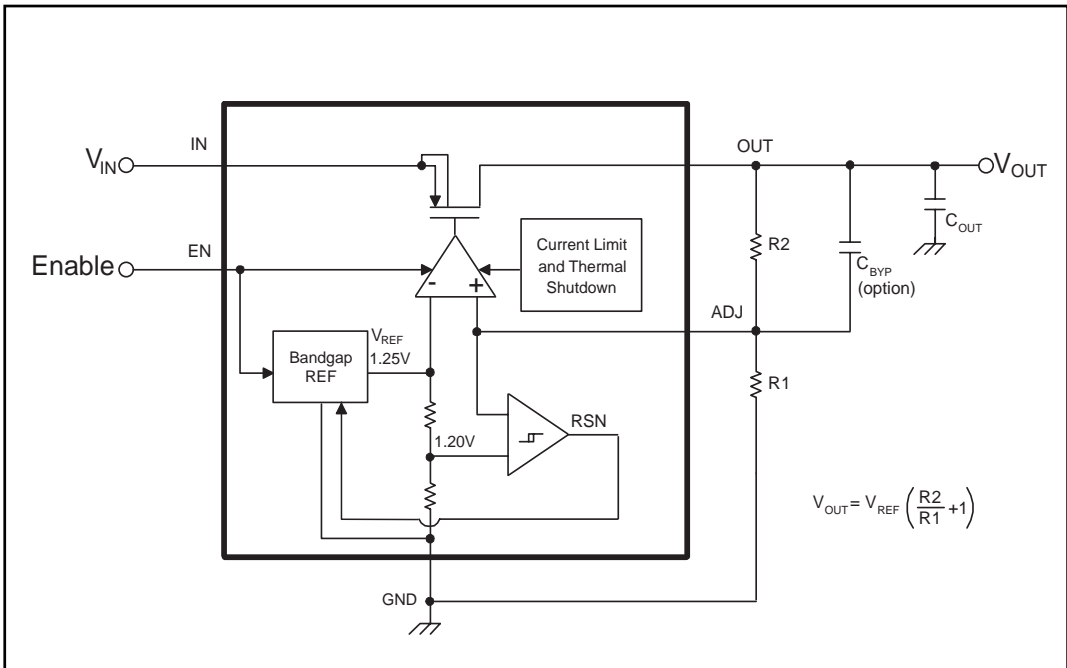 IN
OUT
V_IN
V_OUT
C_OUT
EN
Current Limit
and Thermal
Shutdown
R2
C_BYP
(option)
Enable
- +
ADJ
V_REF
1.25V
Bandgap
REF
R1
RSN
1.20V
V_OUT = V_REF (R2/R1 +1)
GND